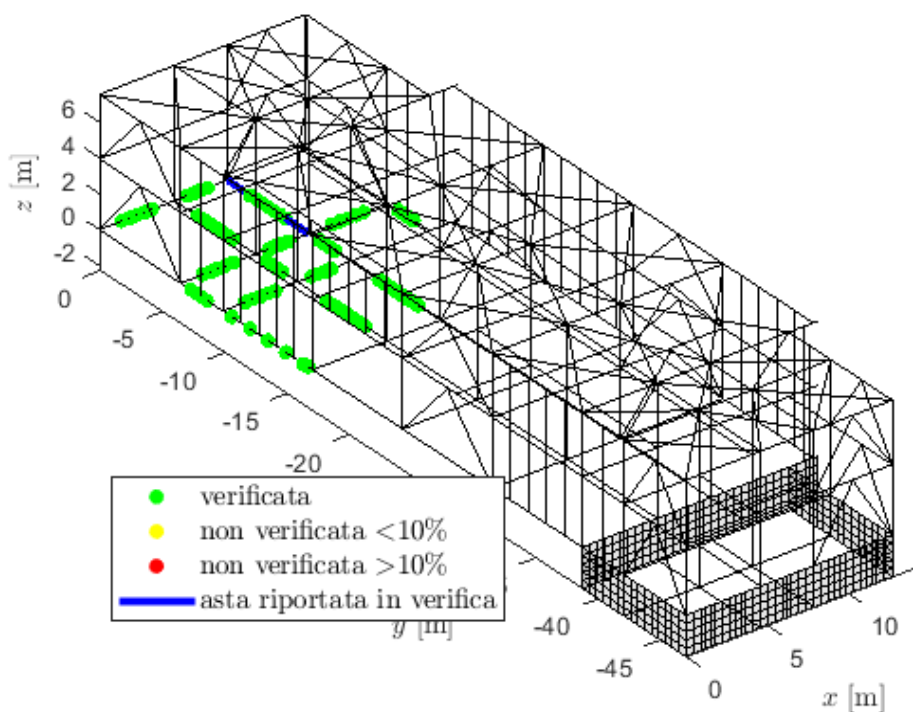 6
4
2
0
-2
z [m]
0
-5
-10
-15
-20
verificata
non verificata <10%
non verificata >10%
asta riportata in verifica
y [m]
-40
-45
0
5
10
x [m]